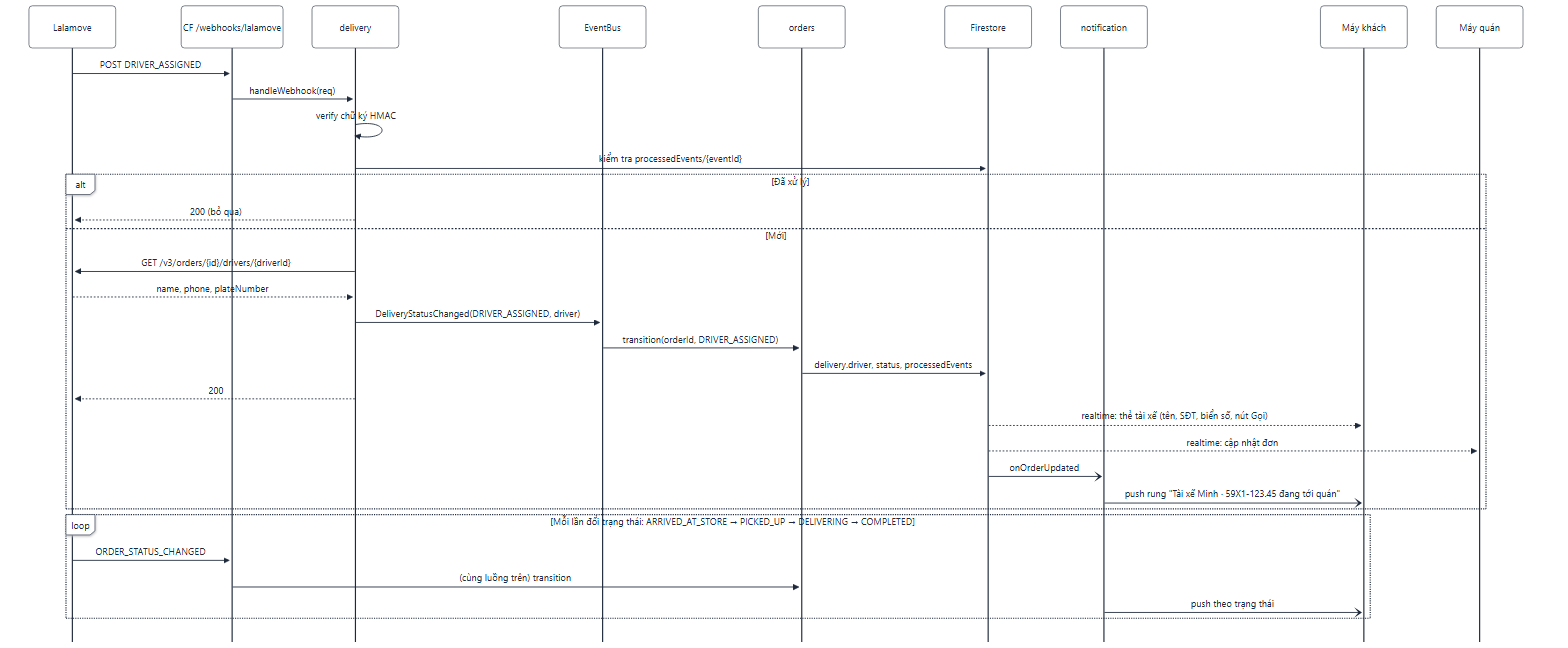 Lalamove
CF /webhooks/lalamove
delivery
EventBus
orders
Firestore
notification
Máy khách
Máy quán
POST DRIVER_ASSIGNED
handleWebhook(req)
verify chữ ký HMAC
kiểm tra processedEvents/{eventId}
alt
[Đã xử lý]
200 (bỏ qua)
[Mới]
GET /v3/orders/{id}/drivers/{driverId}
name, phone, plateNumber
DeliveryStatusChanged(DRIVER_ASSIGNED, driver)
transition(orderId, DRIVER_ASSIGNED)
delivery.driver, status, processedEvents
200
realtime: thẻ tài xế (tên, SĐT, biển số, nút Gọi)
realtime: cập nhật đơn
onOrderUpdated
push rung "Tài xế Minh - 59X1-123.45 đang tới quán"
loop
[Mỗi lần đổi trạng thái: ARRIVED_AT_STORE → PICKED_UP → DELIVERING → COMPLETED]
ORDER_STATUS_CHANGED
(cùng luồng trên) transition
push theo trạng thái